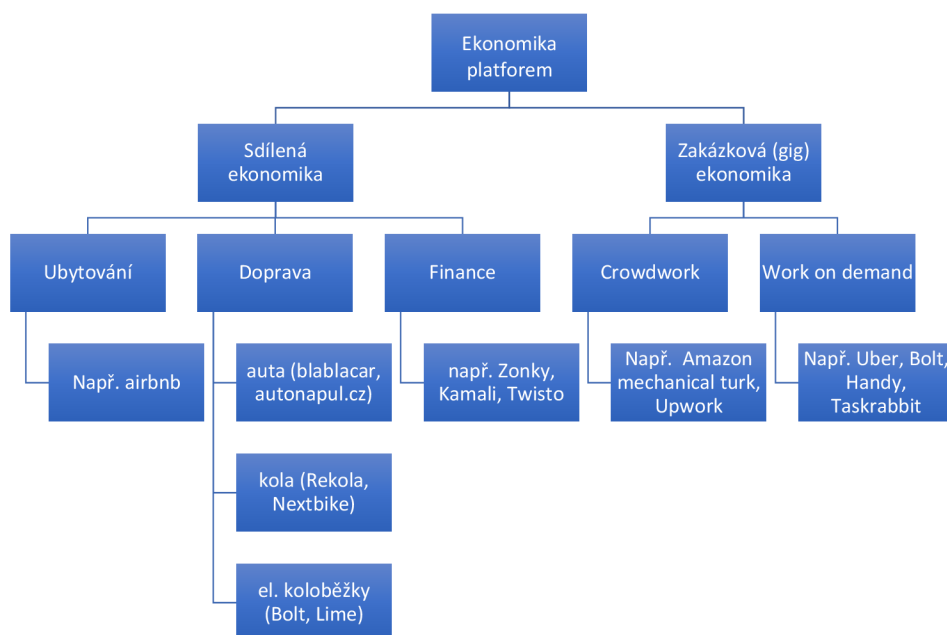 Ekonomika
platforem
Sdílená
ekonomika
Zakázková (gig)
ekonomika
Ubytování
Doprava
Finance
Crowdwork
Work on demand
Např. airbnb
auta (blablacar,
autonapul.cz)
např. Zonky,
Kamali, Twisto
Např.  Amazon
mechanical turk,
Upwork
Např. Uber, Bolt,
Handy,
Taskrabbit
kola (Rekola,
Nextbike)
el. koloběžky
(Bolt, Lime)